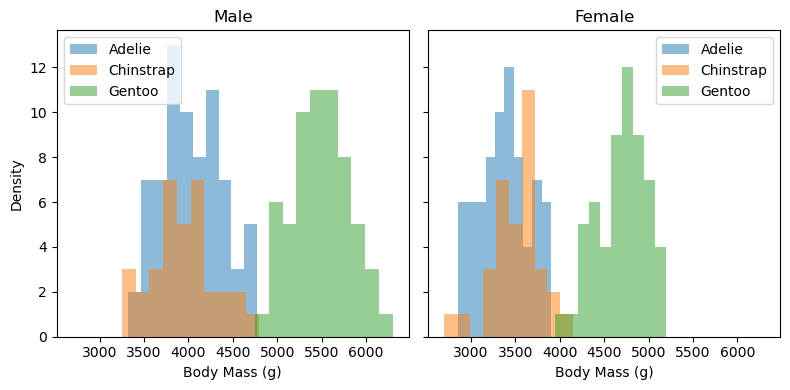 Male
Female
Adelie
Chinstrap
Gentoo
Adelie
Chinstrap
Gentoo
Density
12
10
8
6
4
2
0
3000 3500 4000 4500 5000 5500 6000
3000 3500 4000 4500 5000 5500 6000
Body Mass (g)
Body Mass (g)